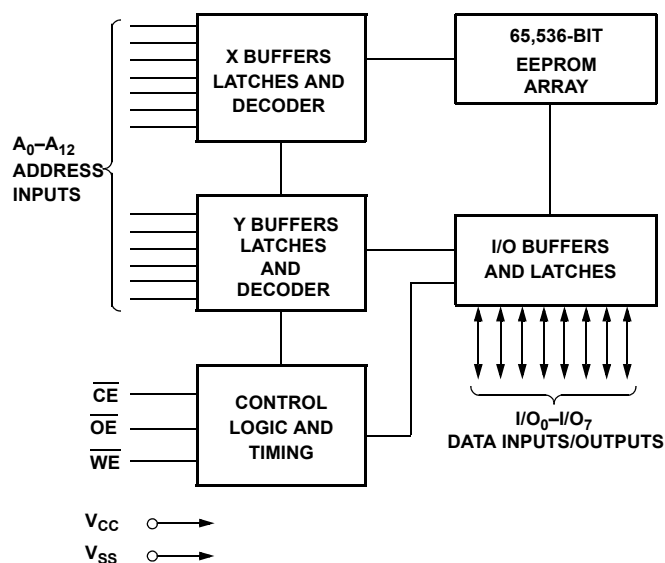 X BUFFERS
LATCHES AND
DECODER
65,536-BIT
EEPROM
ARRAY
A0–A12
ADDRESS
INPUTS
Y BUFFERS
LATCHES
AND
DECODER
I/O BUFFERS
AND LATCHES
CE
OE
WE
CONTROL
LOGIC AND
TIMING
I/O0–I/O7
DATA INPUTS/OUTPUTS
VCC
VSS